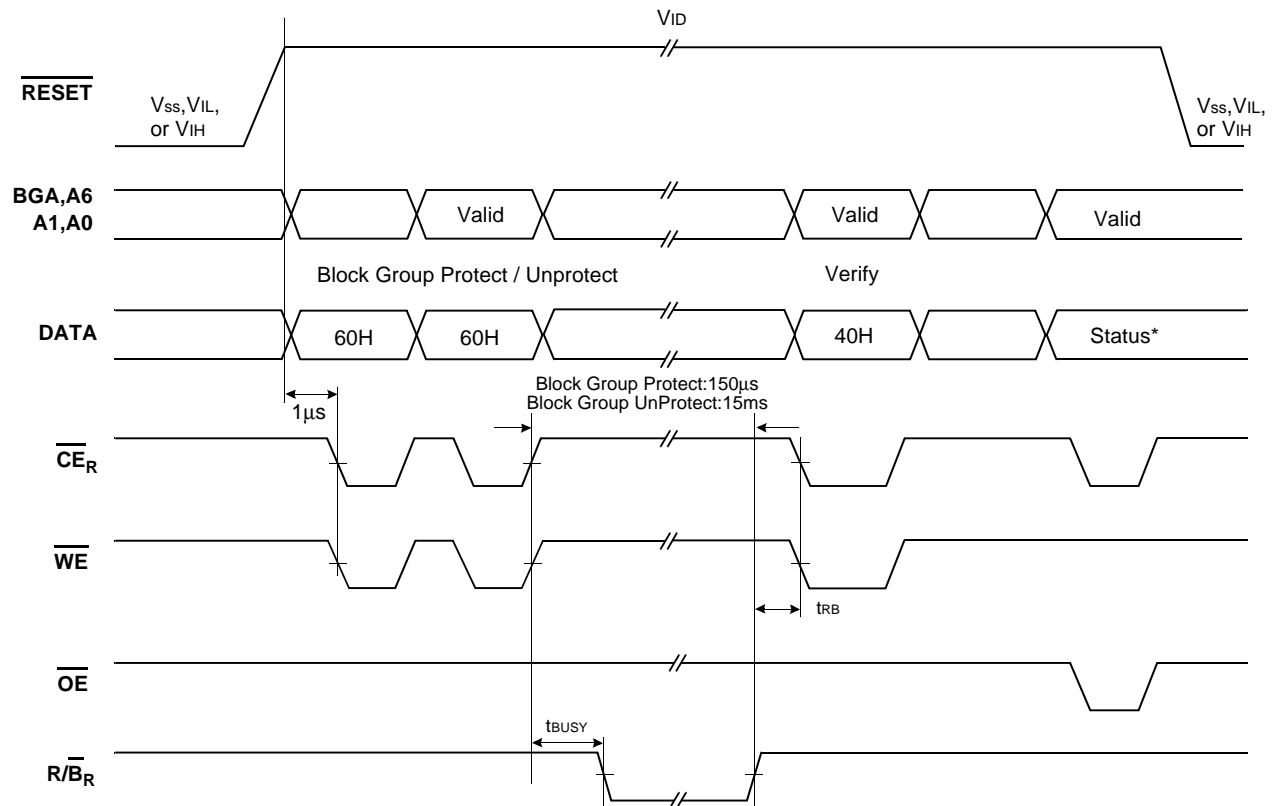 VID
RESET
Vss,VIL,
or VIH
Vss,VIL,
or VIH
BGA,A6
A1,A0
Valid
Valid
Valid
Block Group Protect / Unprotect
Verify
DATA
60H
60H
40H
Status*
1µs
Block Group Protect:150µs
Block Group UnProtect:15ms
CER
WE
tRB
OE
tBUSY
R/BR